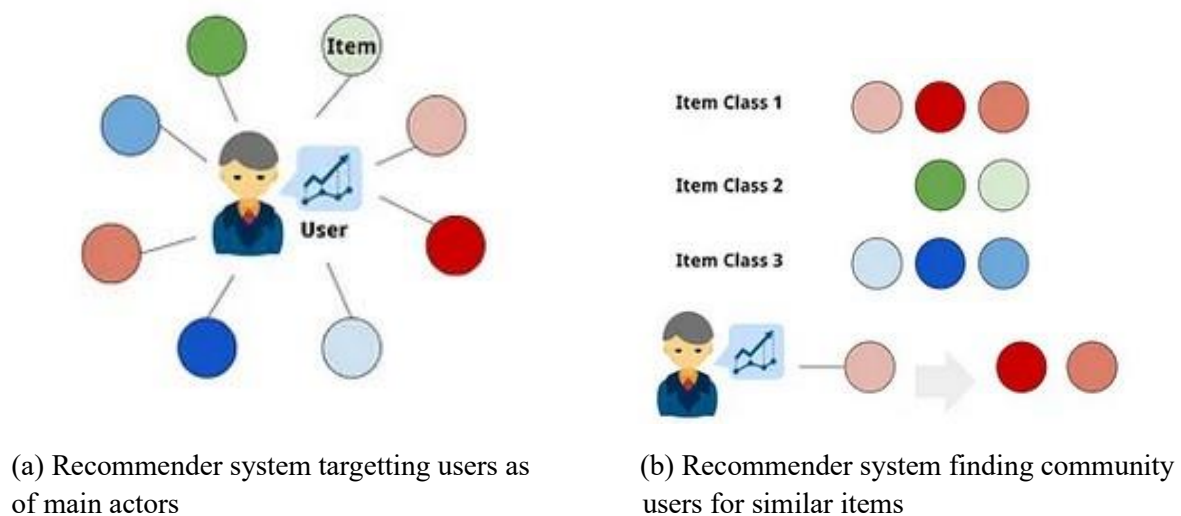 Item
User
Item Class 1
Item Class 2
Item Class 3
(a) Recommender system targetting users as
of main actors
(b) Recommender system finding community
users for similar items